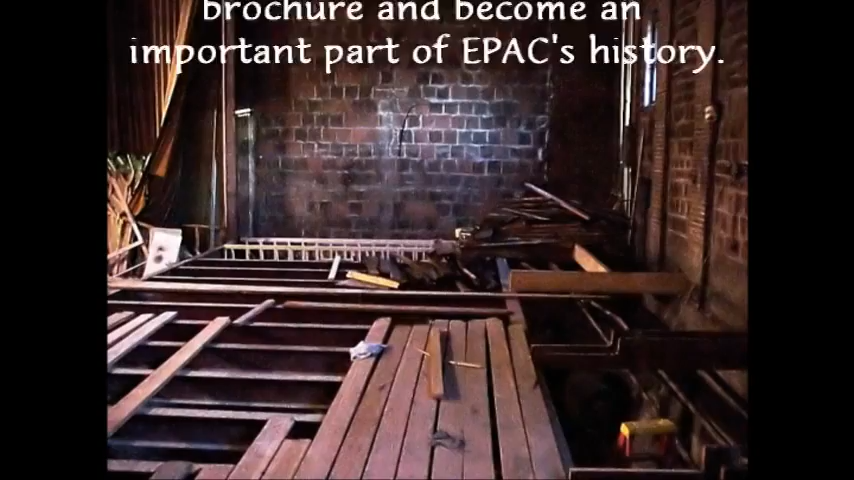 brochure and become an
important part of EPAC's history.